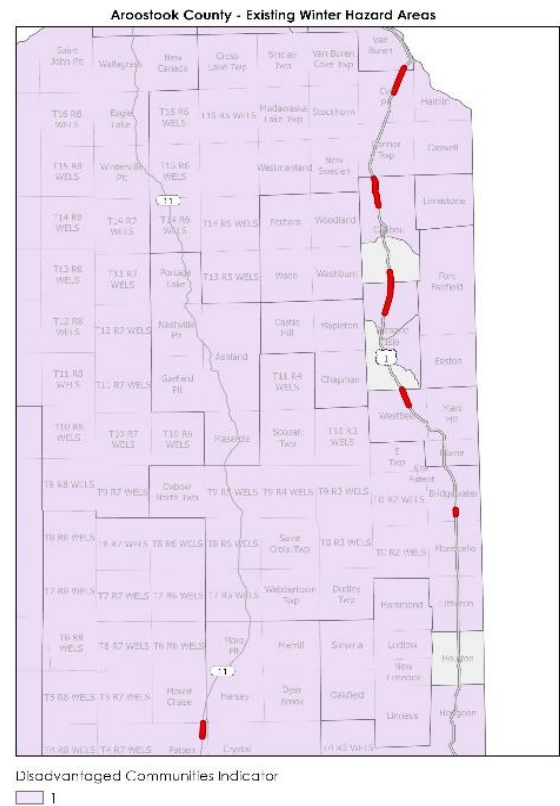 Aroostook County - Existing Winter Hazard Areas
Saint John Plt
Wallagrass
New Canada
Cross Lake Twp
Sinclair Twp
Van Buren Cove Twp
Van Buren
Cyr Plt
Hamlin
T16 R8 WELS
Eagle Lake
T16 R6 WELS
T16 R5 WELS
Madawaska Lake Twp
Stockholm
Connor Twp
Caswell
T15 R8 WELS
Winterville Plt
T15 R6 WELS
Westmanland
New Sweden
Limestone
11
T14 R8 WELS
T14 R7 WELS
T14 R6 WELS
T14 R5 WELS
Perham
Woodland
Caribou
T13 R8 WELS
T13 R7 WELS
Portage Lake
T13 R5 WELS
Wade
Washburn
Fort Fairfield
T12 R8 WELS
T12 R7 WELS
Nashville Plt
Castle Hill
Mapleton
Presque Isle
1
Ashland
Easton
T11 R8 WELS
T11 R7 WELS
Garfield Plt
T11 R4 WELS
Chapman
Westfield
Mars Hill
T10 R8 WELS
T10 R7 WELS
T10 R6 WELS
Masardis
Scopan Twp
T10 R3 WELS
E Twp
Blaine
T9 R8 WELS
T9 R7 WELS
Oxbow North Twp
T9 R5 WELS
T9 R4 WELS
T9 R3 WELS
TD R2 WELS
Bridgewater
T8 R8 WELS
T8 R7 WELS
T8 R6 WELS
T8 R5 WELS
Saint Croix Twp
T8 R3 WELS
TC R2 WELS
Monticello
T7 R8 WELS
T7 R7 WELS
T7 R6 WELS
T7 R5 WELS
Webbertown Twp
Dudley Twp
Hammond
Littleton
T6 R8 WELS
T6 R7 WELS
T6 R6 WELS
Moro Plt
Merrill
Smyrna
Ludlow
Houlton
11
New Limerick
T5 R8 WELS
T5 R7 WELS
Mount Chase
Hersey
Dyer Brook
Oakfield
Linneus
Hodgdon
T4 R8 WELS
T4 R7 WELS
Patten
Crystal
T4 R3 WELS
Disadvantaged Communities Indicator
1